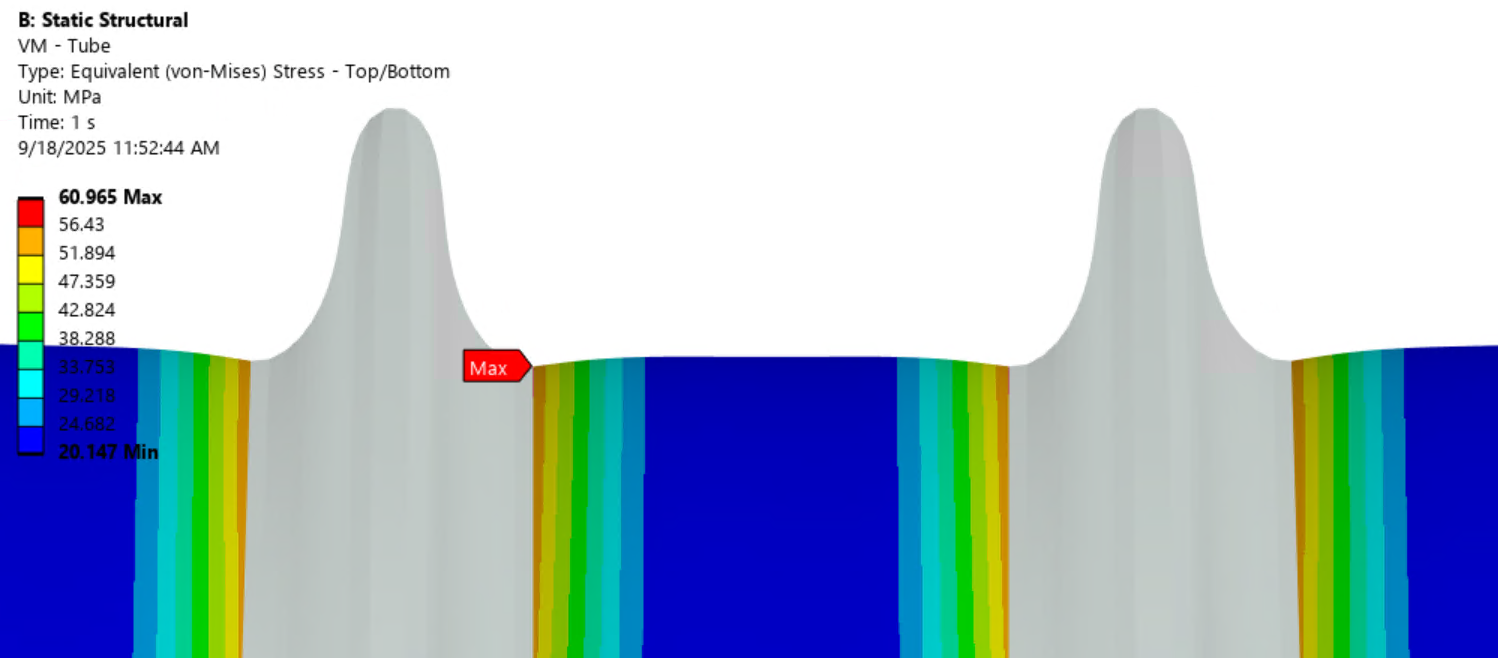 B: Static Structural
VM - Tube
Type: Equivalent (von-Mises) Stress - Top/Bottom
Unit: MPa
Time: 1 s
9/18/2025 11:52:44 AM
60.965 Max
56.43
51.894
47.359
42.824
38.288
33.753
29.218
24.682
20.147 Min
Max